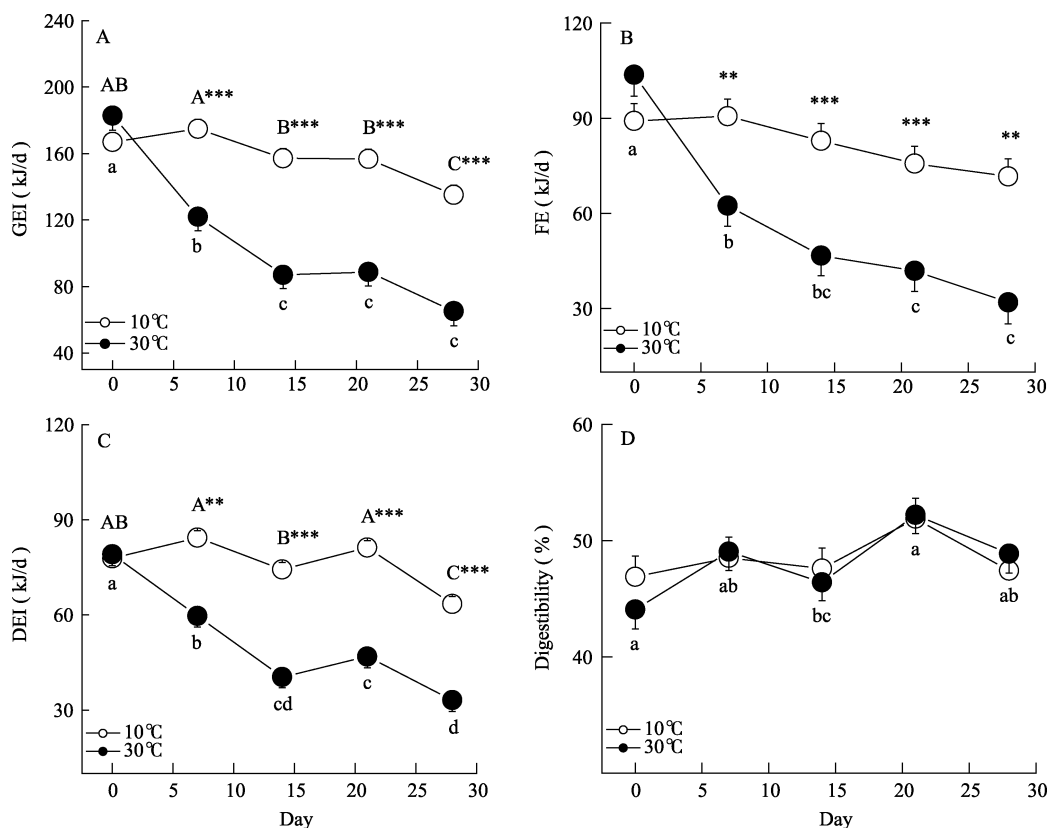 A
GEI ( kJ/d )
240
200
160
120
80
40
AB
A***
B***
B***
C***
a
b
c
c
c
10℃
30℃
0 5 10 15 20 25 30
B
FE ( kJ/d )
120
90
60
30
**
***
***
**
a
b
bc
c
c
10℃
30℃
0 5 10 15 20 25 30
C
DEI ( kJ/d )
120
90
60
30
AB
A**
B***
A***
C***
a
b
cd
c
d
10℃
30℃
0 5 10 15 20 25 30
Day
D
Digestibility ( % )
60
50
40
a
ab
bc
a
ab
10℃
30℃
0 5 10 15 20 25 30
Day